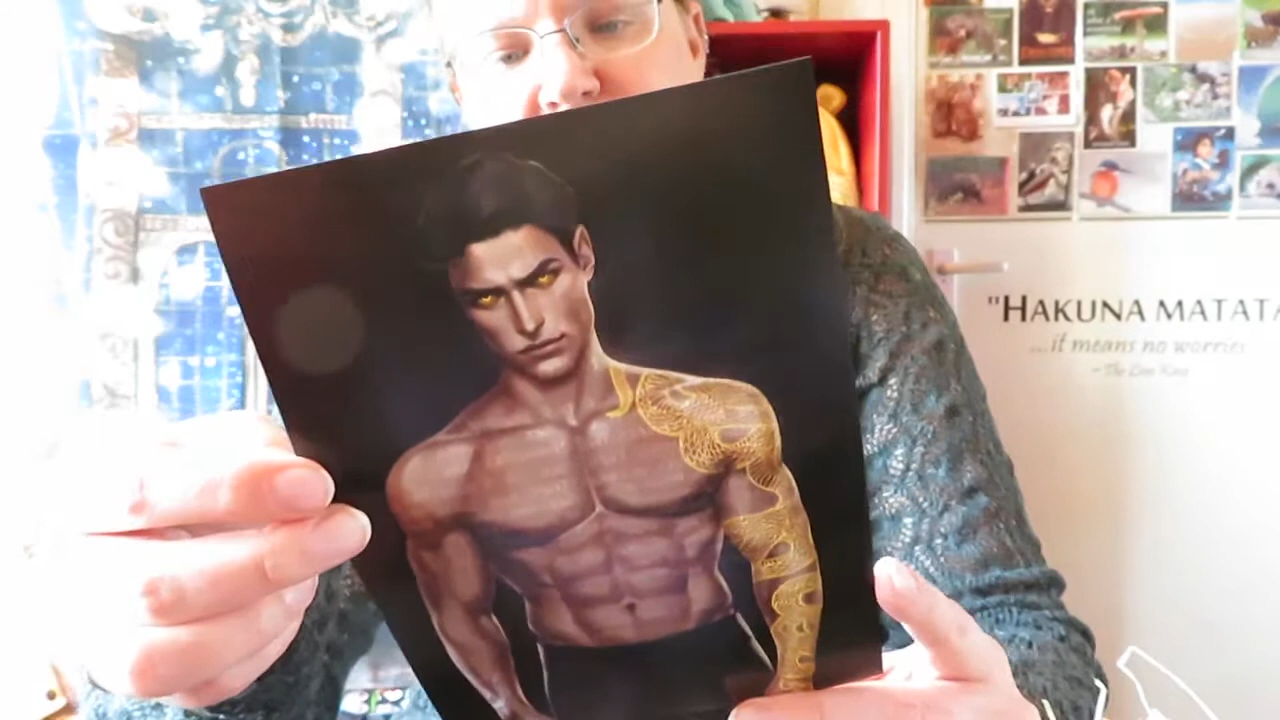 "HAKUNA MATATA
...it means no worries
~ The Lion King